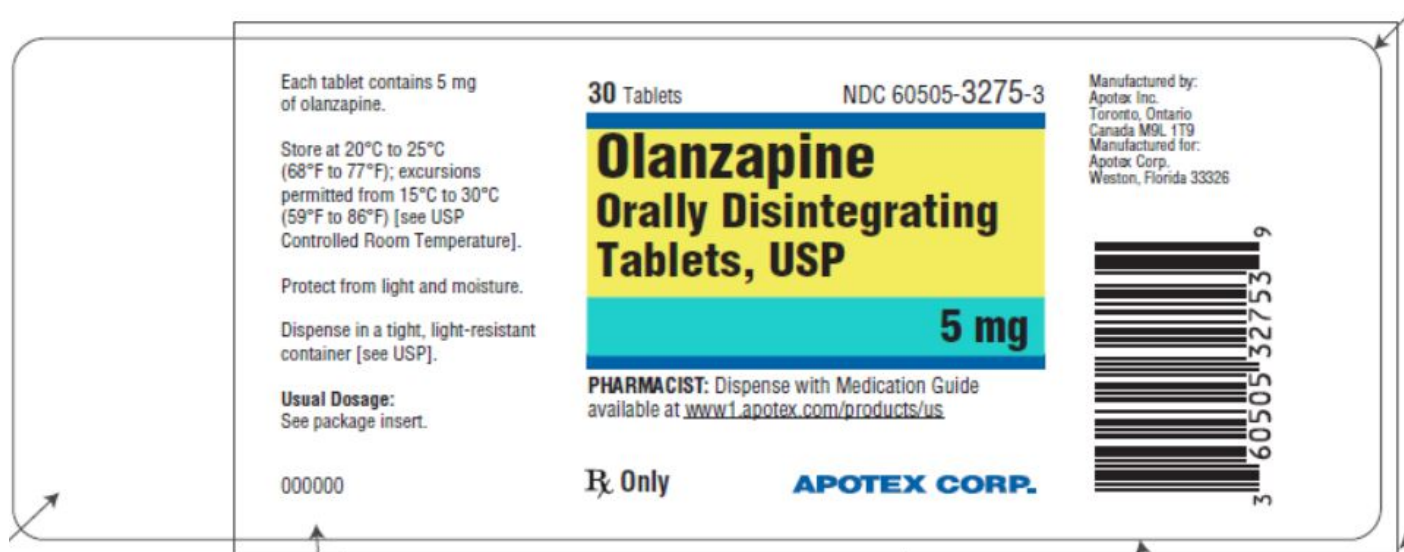 Each tablet contains 5 mg
of olanzapine.
Store at 20°C to 25°C
(68°F to 77°F); excursions
permitted from 15°C to 30°C
(59°F to 86°F) [see USP
Controlled Room Temperature].
Protect from light and moisture.
Dispense in a tight, light-resistant
container [see USP].
Usual Dosage:
See package insert.
000000
30 Tablets
NDC 60505-3275-3
Olanzapine
Orally Disintegrating
Tablets, USP
5 mg
PHARMACIST: Dispense with Medication Guide
available at www1.apotex.com/products/us
Rx Only
APOTEX CORP.
Manufactured by:
Apotex Inc.
Toronto, Ontario
Canada M9L 1T9
Manufactured for:
Apotex Corp.
Weston, Florida 33326
3 60505 32753 9